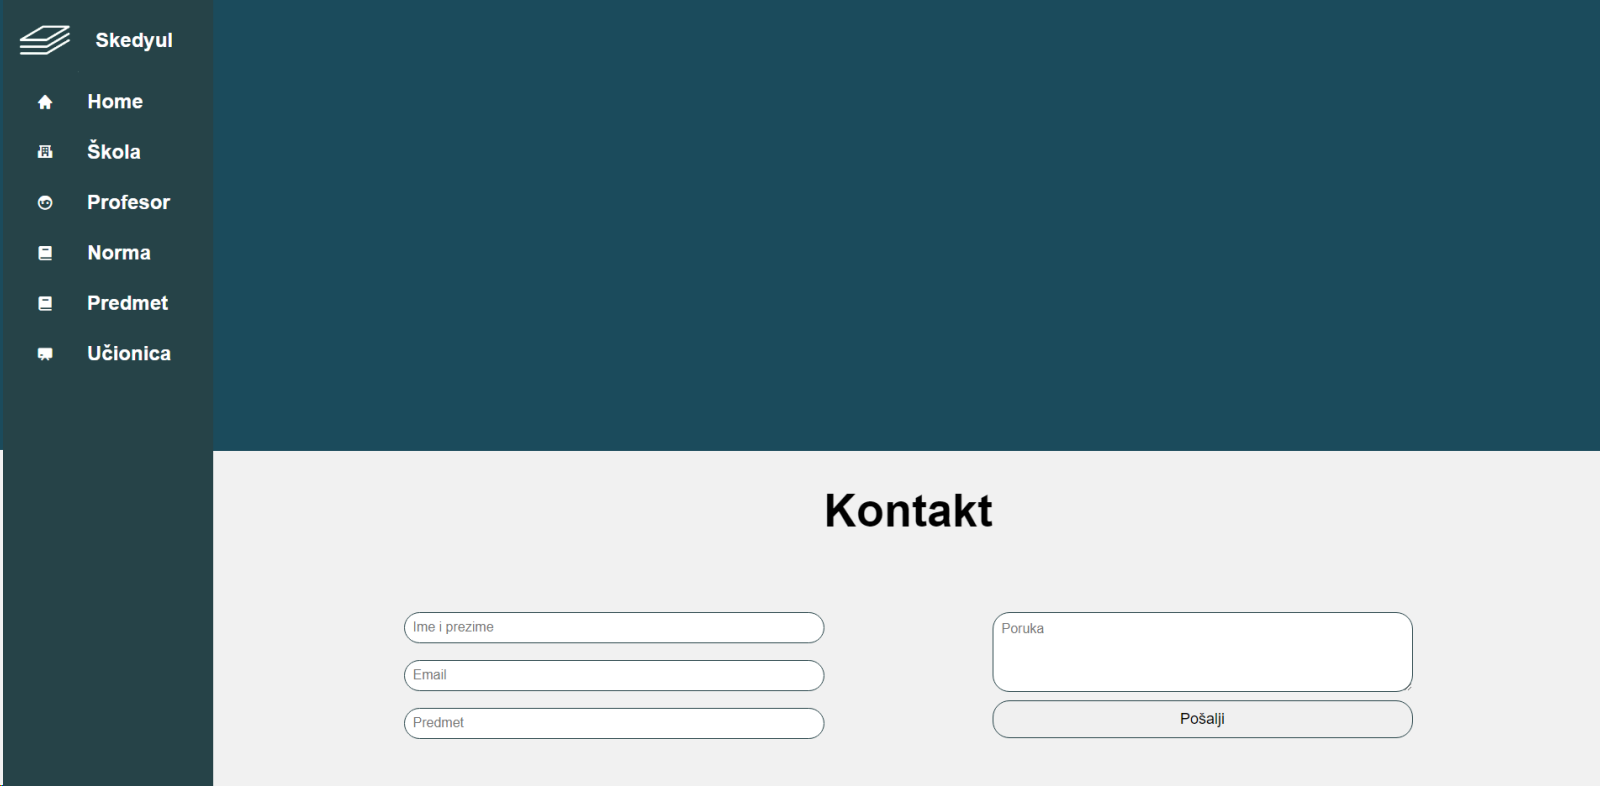 Skedyul
Home
Škola
Profesor
Norma
Predmet
Učionica
Kontakt
Ime i prezime
Email
Predmet
Poruka
Pošalji